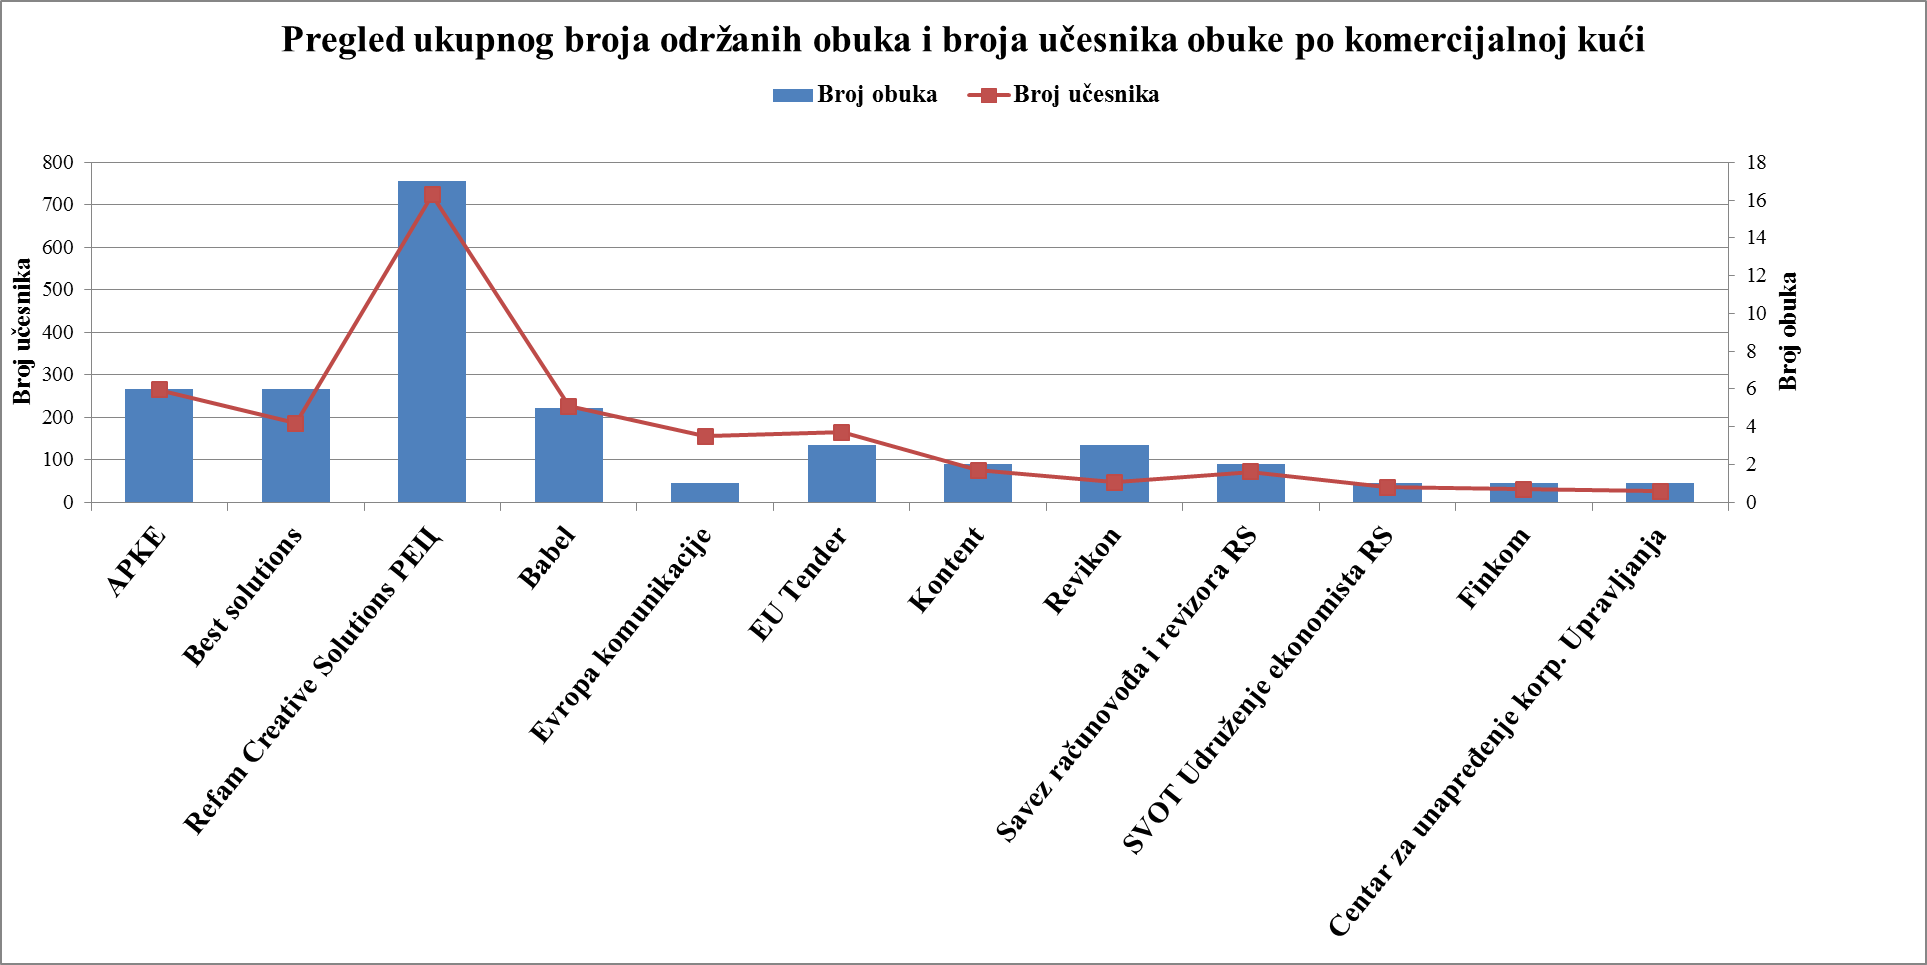 Pregled ukupnog broja održanih obuka i broja učesnika obuke po komercijalnoj kući
Broj obuka
Broj učesnika
Broj učesnika
800
700
600
500
400
300
200
100
0
18
16
14
12
10
8
6
4
2
0
Broj obuka
APKE
Best solutions
Refam Creative Solutions РЕЦ
Babel
Evropa komunikacije
EU Tender
Kontent
Revikon
Savez računovođa i revizora RS
SVOT Udruženje ekonomista RS
Finkom
Centar za unapređenje korp. Upravljanja